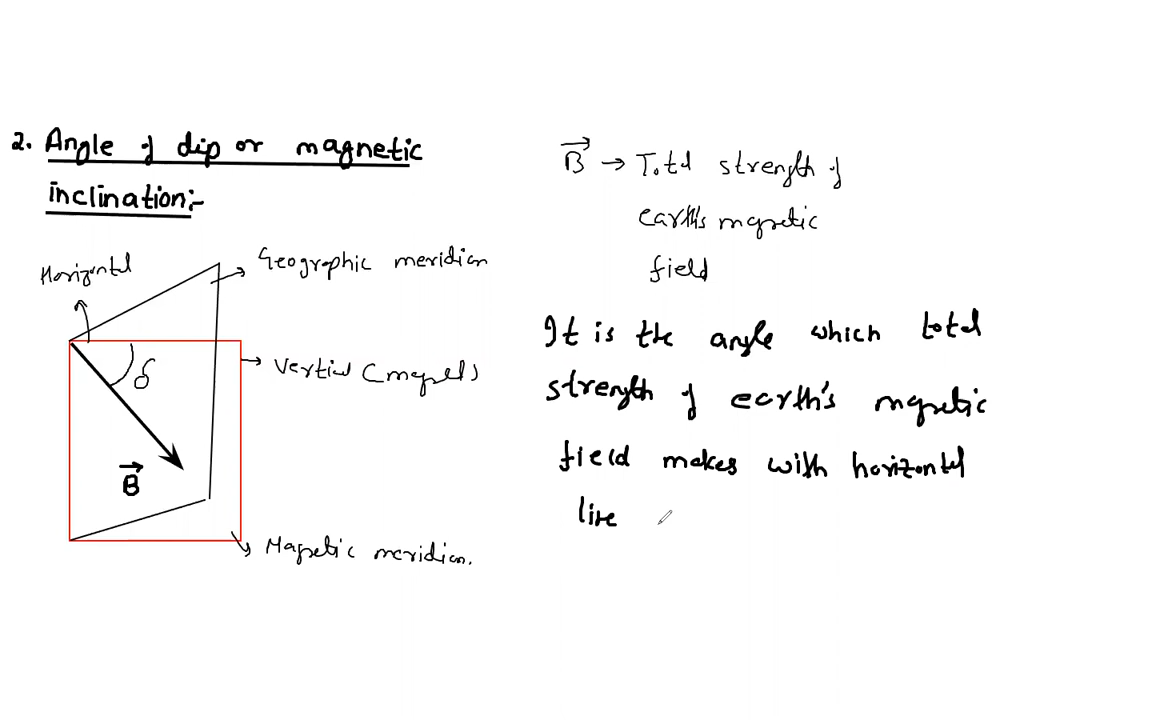 2. Angle of dip or magnetic
inclination:-
Horizontal
Geographic meridian
δ
Vertical (magnetic)
B
Magnetic meridian.
B → Total strength of
earth's magnetic
field
It is the angle which total
strength of earth's magnetic
field makes with horizontal
line